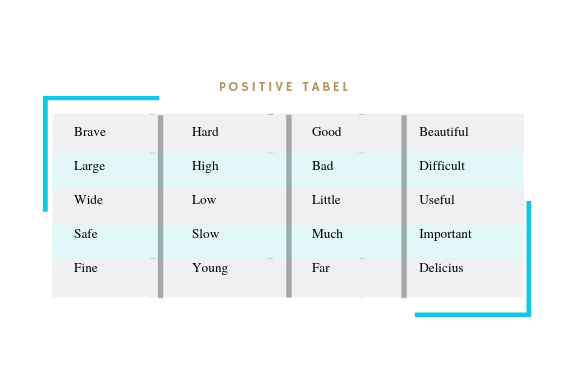 POSITIVE TABEL
Brave Hard Good Beautiful
Large High Bad Difficult
Wide Low Little Useful
Safe Slow Much Important
Fine Young Far Delicius